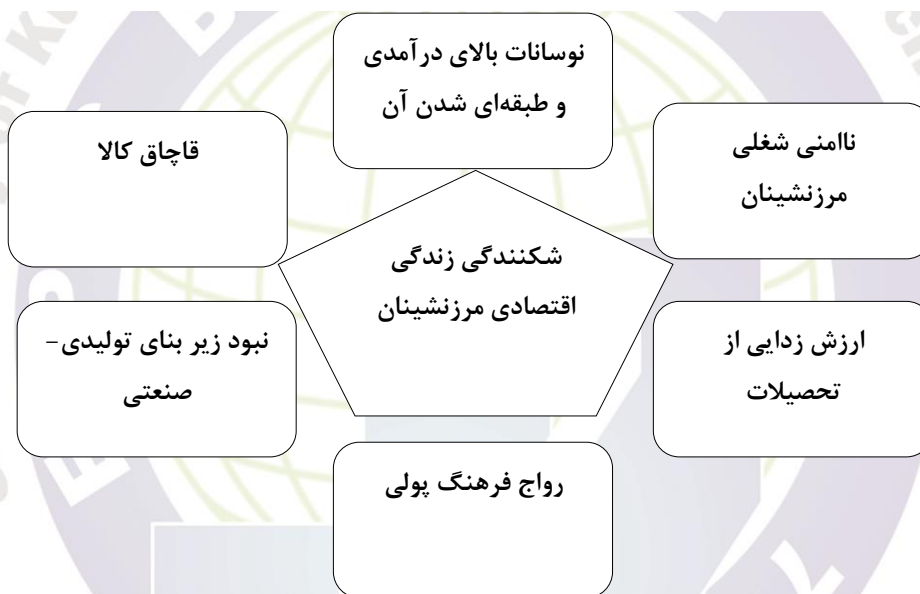 نوسانات بالای درآمدی
و طبقه‌ای شدن آن
ناامنی شغلی
مرزنشینان
قاچاق کالا
شکنندگی زندگی
اقتصادی مرزنشینان
ارزش زدایی از
تحصیلات
نبود زیر بنای تولیدی-
صنعتی
رواج فرهنگ پولی